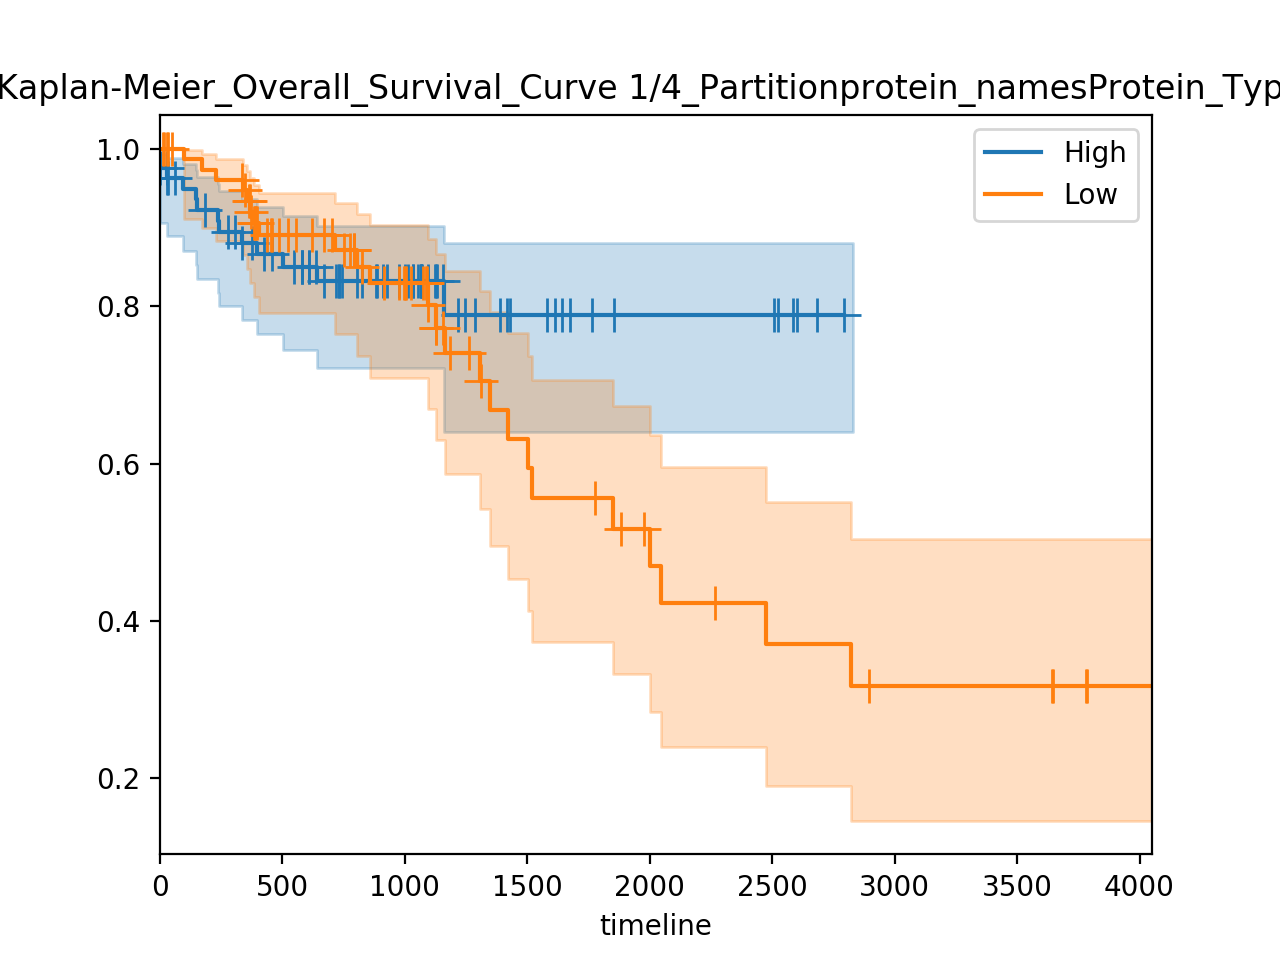 Kaplan-Meier_Overall_Survival_Curve 1/4_Partitionprotein_namesProtein_Typ
High
Low
1.0
0.8
0.6
0.4
0.2
0 500 1000 1500 2000 2500 3000 3500 4000
timeline